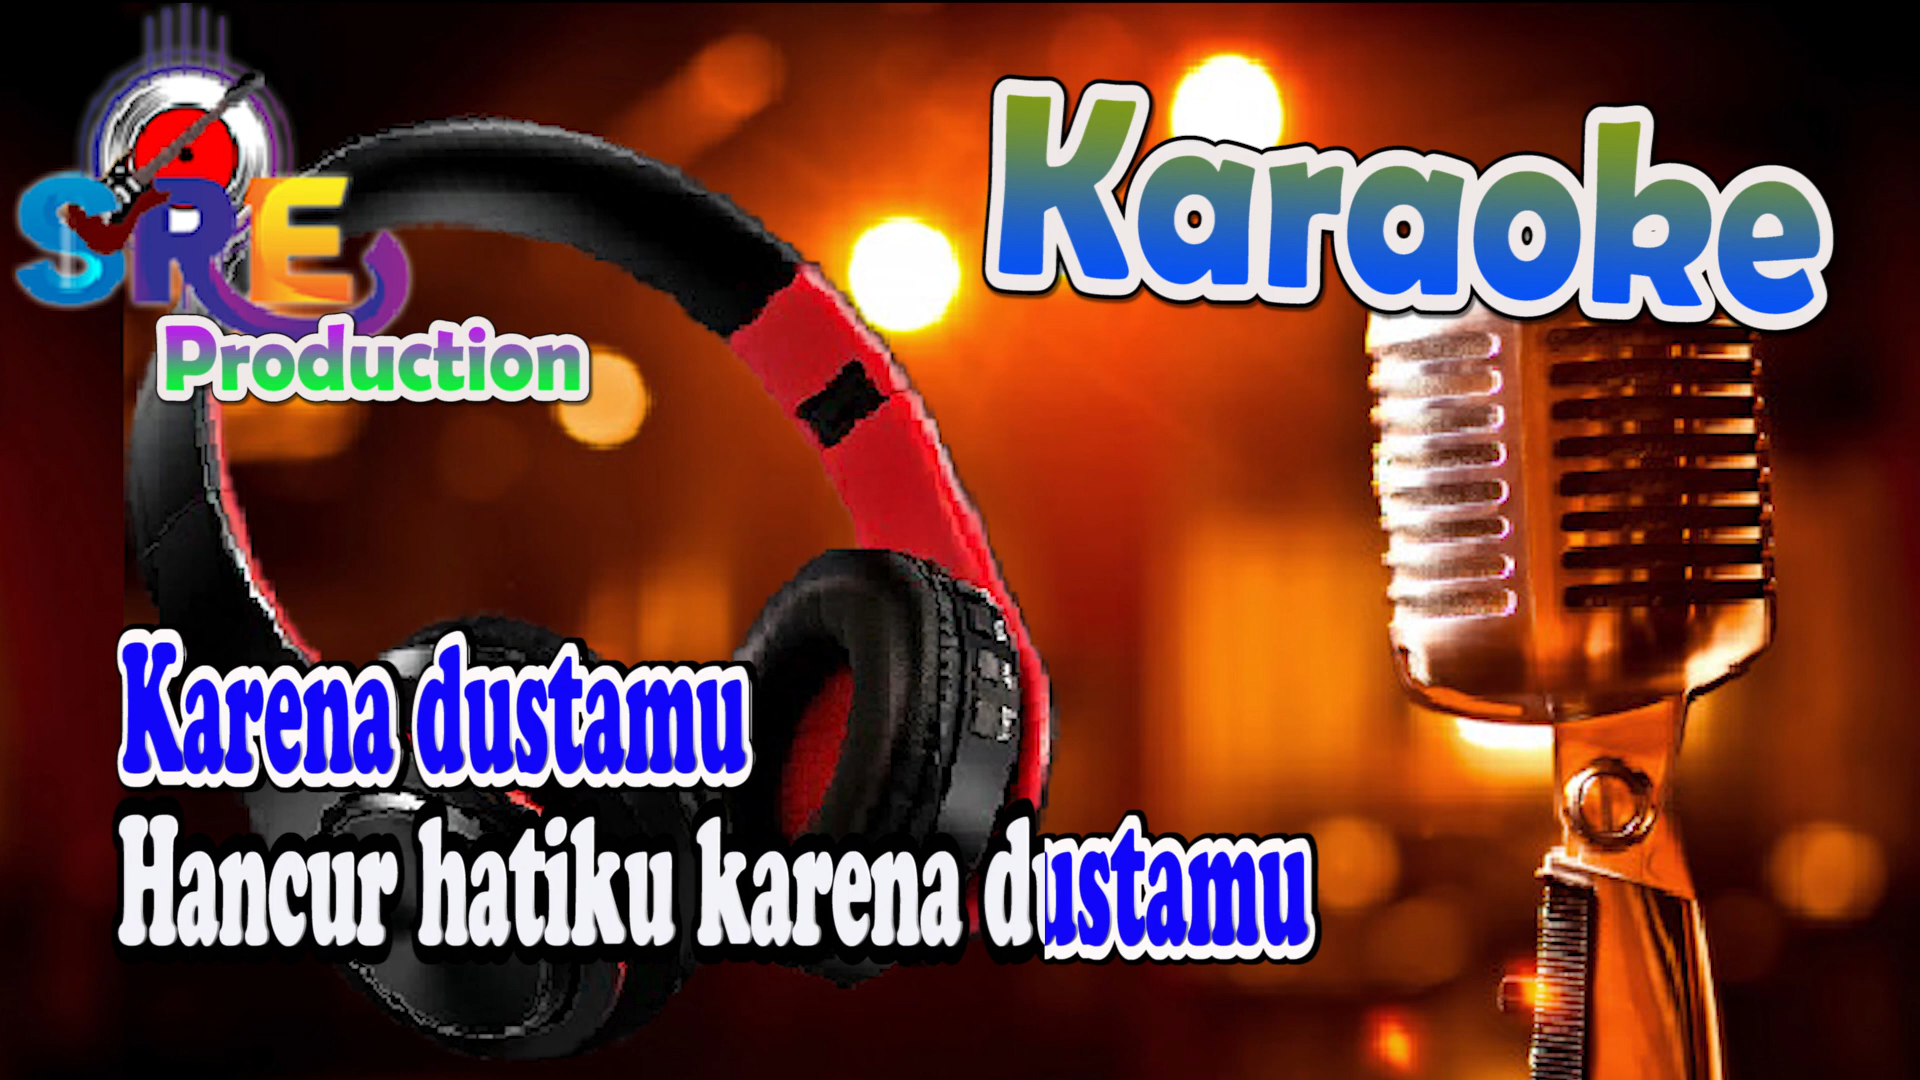 SRE
Production
Karaoke
Karena dustamu
Hancur hatiku karena dustamu